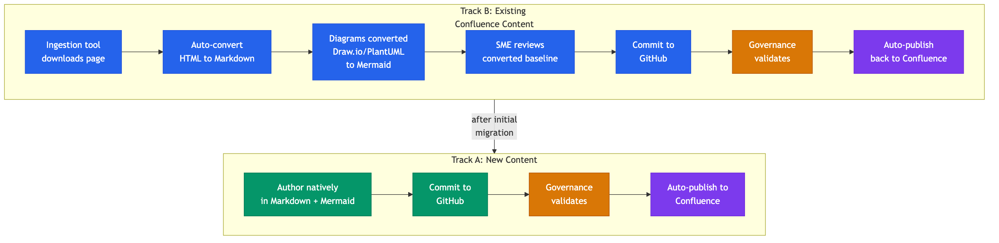 Track B: Existing
Confluence Content
Ingestion tool
downloads page
Auto-convert
HTML to Markdown
Diagrams converted
Draw.io/PlantUML
to Mermaid
SME reviews
converted baseline
Commit to
GitHub
Governance
validates
Auto-publish
back to Confluence
after initial
migration
Track A: New Content
Author natively
in Markdown + Mermaid
Commit to
GitHub
Governance
validates
Auto-publish to
Confluence